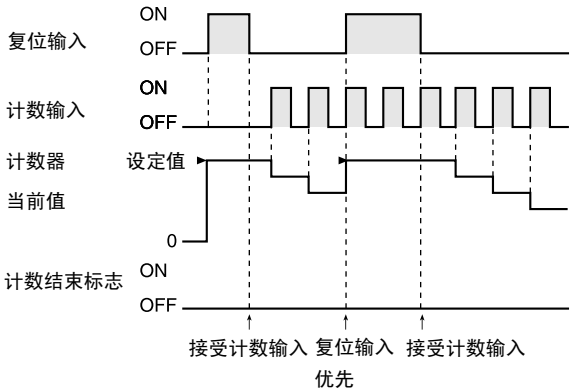 ON
复位输入
OFF
ON
计数输入
OFF
计数器 设定值
当前值
0
ON
计数结束标志
OFF
接受计数输入 复位输入 接受计数输入
优先